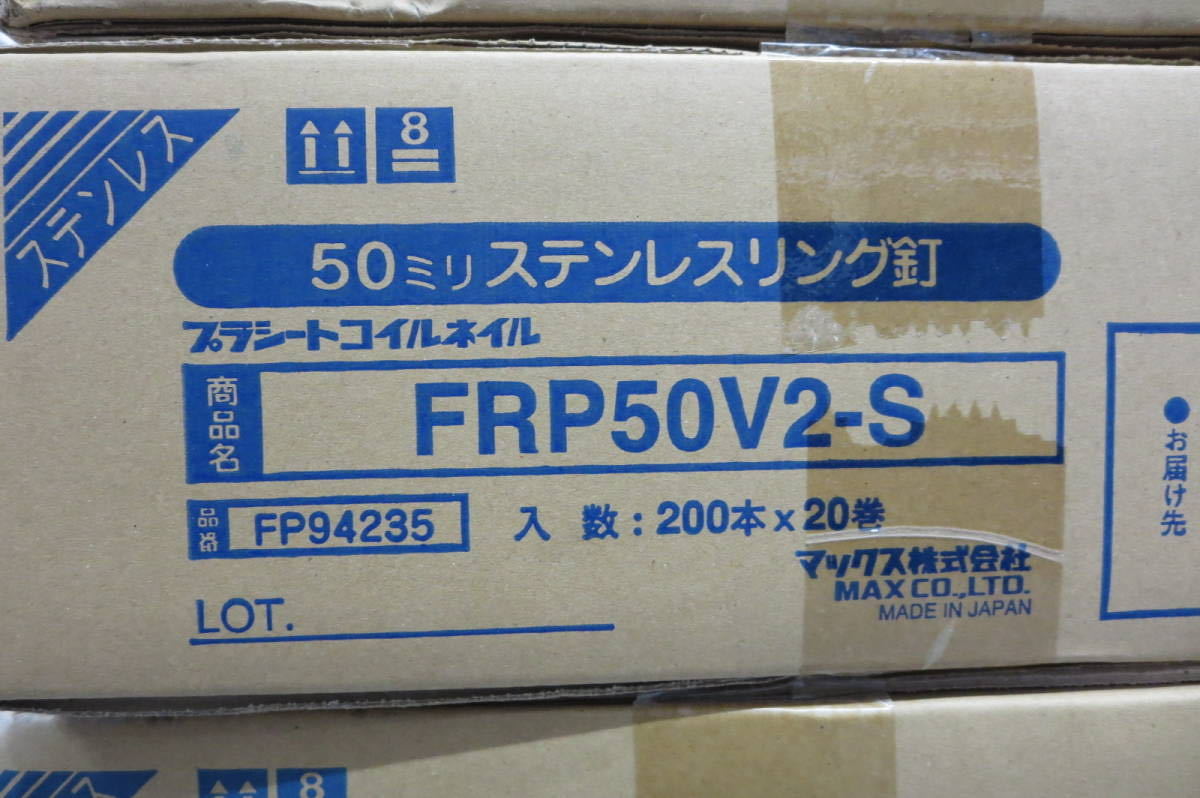 ステンレス
8
50ミリステンレスリング釘
プラシートコイルネイル
商品名
FRP50V2-S
品番
FP94235
入 数：200本×20巻
マックス株式会社
MAX CO.,LTD.
MADE IN JAPAN
LOT.
●お届け先
8